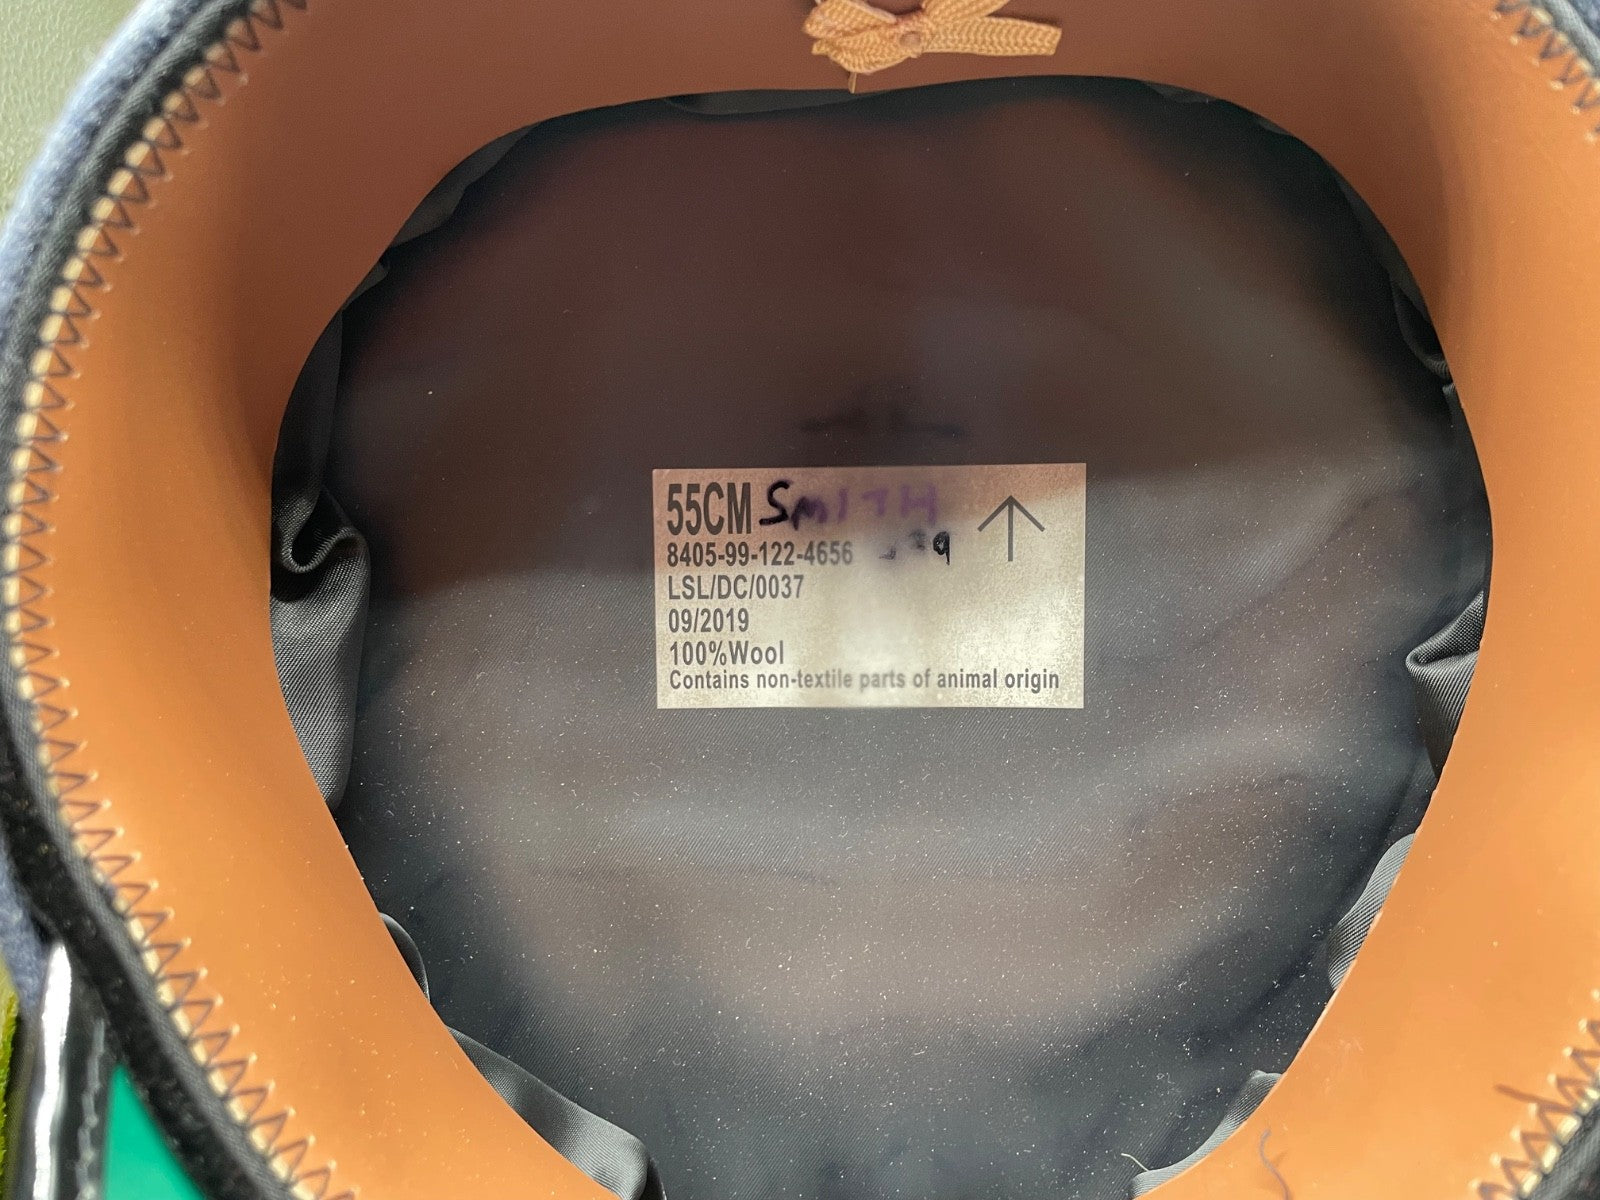 55CM SMITH
8405-99-122-4656
LSL/DC/0037
09/2019
100%Wool
Contains non-textile parts of animal origin